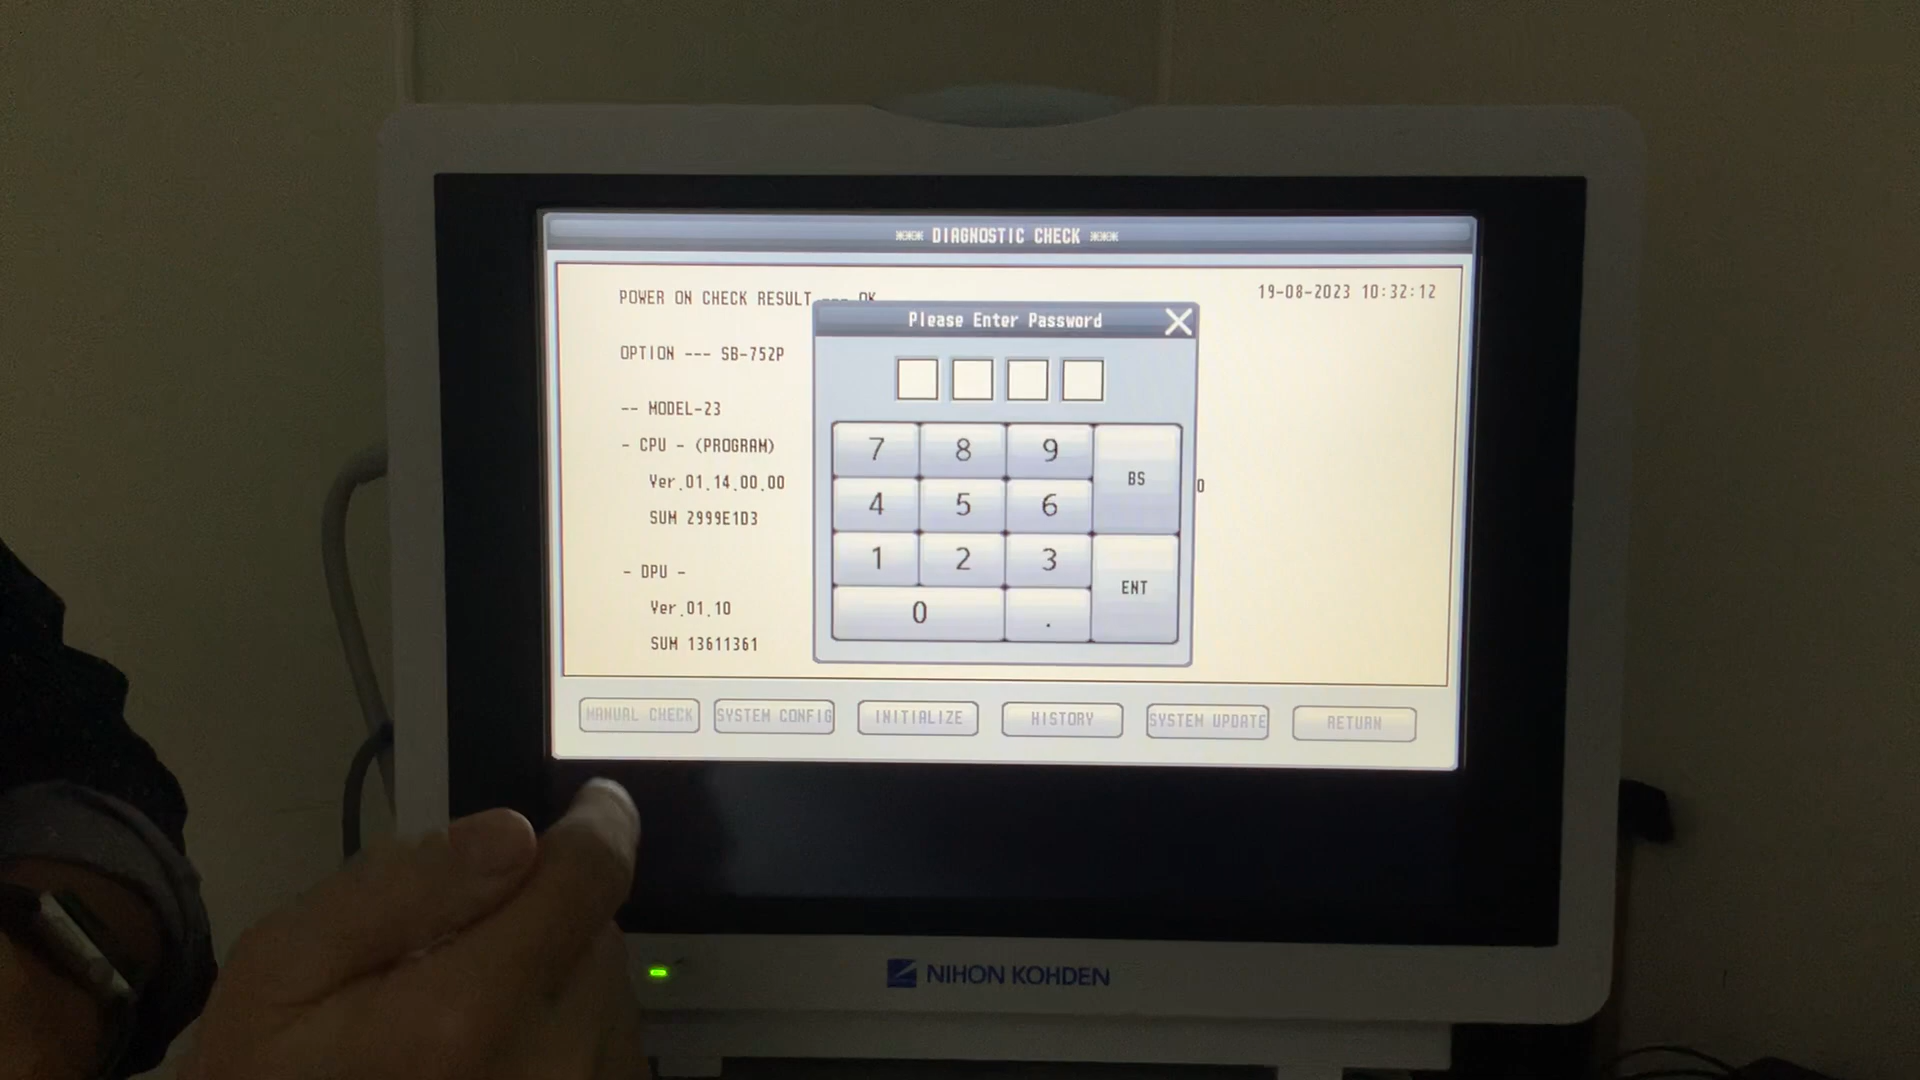 *** DIAGNOSTIC CHECK ***
POWER ON CHECK RESULT --- OK
19-08-2023 10:32:12
OPTION --- SB-752P
-- MODEL-23
- CPU - (PROGRAM)
Ver.01.14.00.00
0
SUM 2999E1D3
- DPU -
Ver.01.10
SUM 13611361
Please Enter Password
7 8 9 BS
4 5 6
1 2 3 ENT
0 .
MANUAL CHECK SYSTEM CONFIG INITIALIZE HISTORY SYSTEM UPDATE RETURN
NIHON KOHDEN